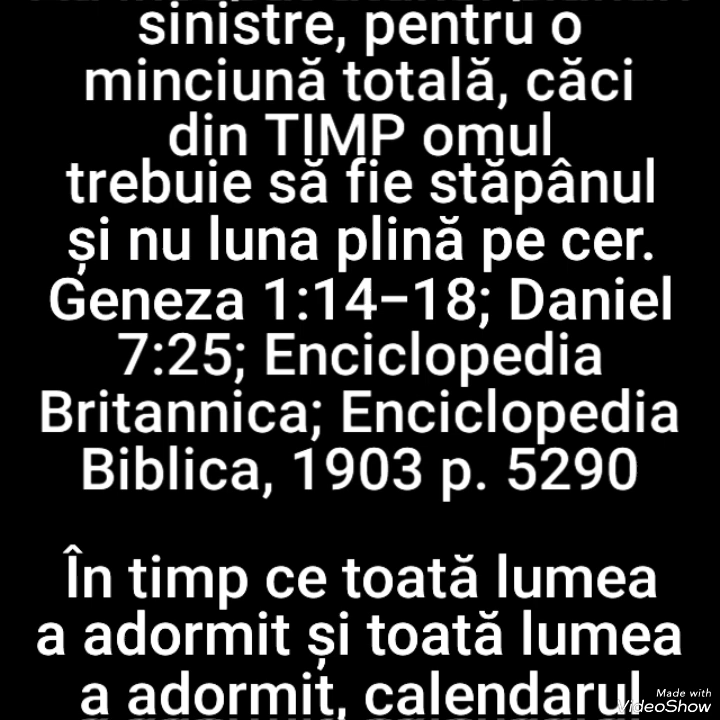 sinistre, pentru o
minciună totală, căci
din TIMP omul
trebuie să fie stăpânul
și nu luna plină pe cer.
Geneza 1:14–18; Daniel
7:25; Enciclopedia
Britannica; Enciclopedia
Biblica, 1903 p. 5290
În timp ce toată lumea
a adormit și toată lumea
a adormit, calendarul
Made with
VideoShow